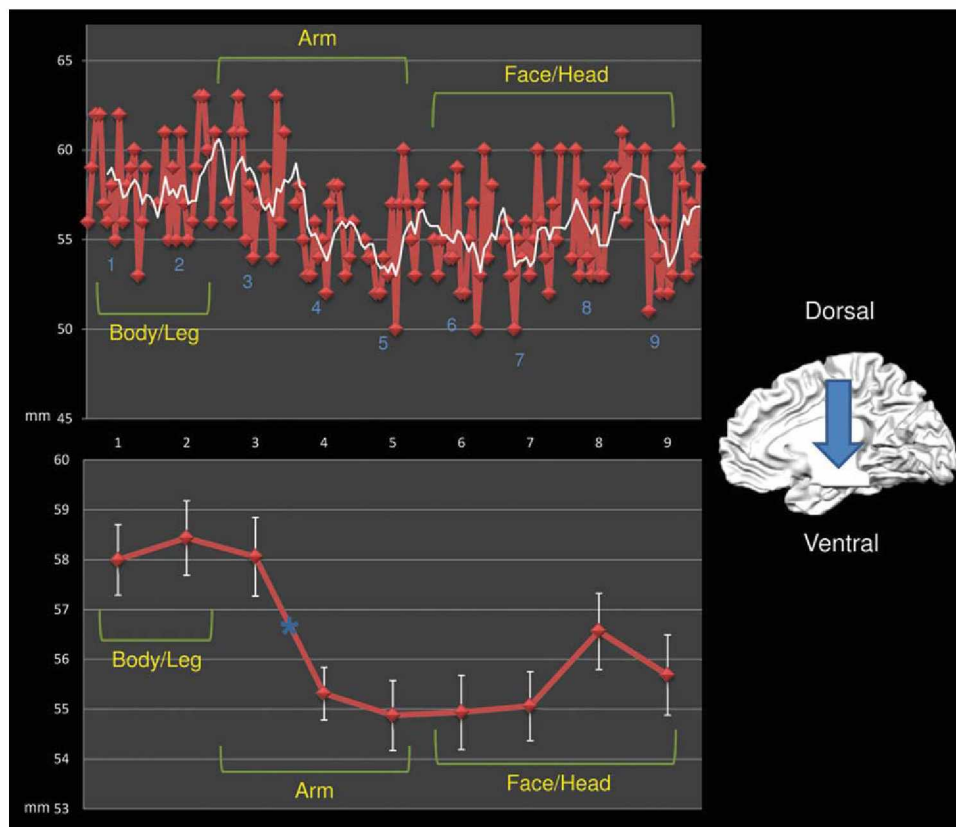 Arm
65
Face/Head
60
55
1 2 3 4 5 6 7 8 9
Body/Leg
50
mm 45
Dorsal
Ventral
1 2 3 4 5 6 7 8 9
60
59
58
57
*
Body/Leg
56
55
54
Arm
Face/Head
mm 53